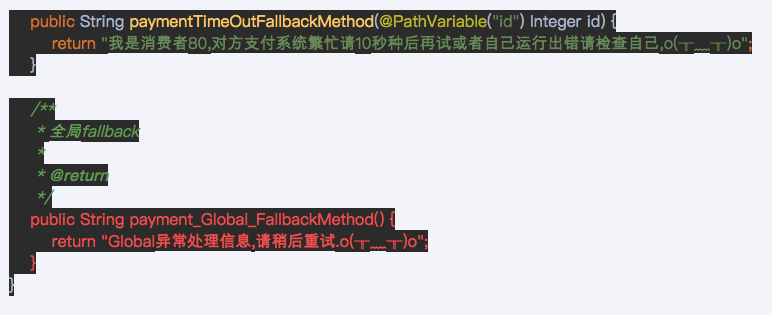 public String paymentTimeOutFallbackMethod(@PathVariable("id") Integer id) {
return "我是消费者80,对方支付系统繁忙请10秒种后再试或者自己运行出错请检查自己,o(╥﹏╥)o";
}
/**
* 全局fallback
*
* @return
*/
public String payment_Global_FallbackMethod() {
return "Global异常处理信息,请稍后重试.o(╥﹏╥)o";
}
}